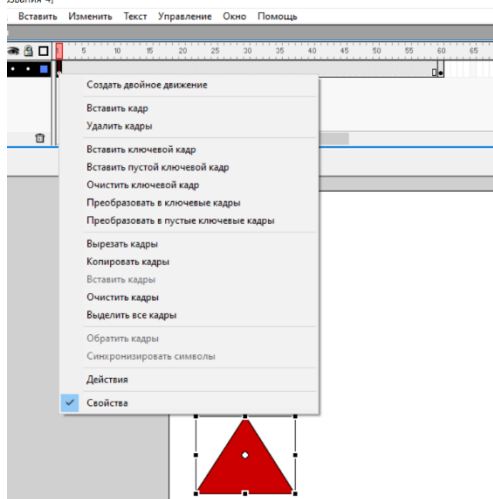 Вставить Изменить Текст Управление Окно Помощь
5 10 15 20 25 30 35 40 45 50 55 60 65
Создать двойное движение
Вставить кадр
Удалить кадры
Вставить ключевой кадр
Вставить пустой ключевой кадр
Очистить ключевой кадр
Преобразовать в ключевые кадры
Преобразовать в пустые ключевые кадры
Вырезать кадры
Копировать кадры
Вставить кадры
Очистить кадры
Выделить все кадры
Обратить кадры
Синхронизировать символы
Действия
Свойства